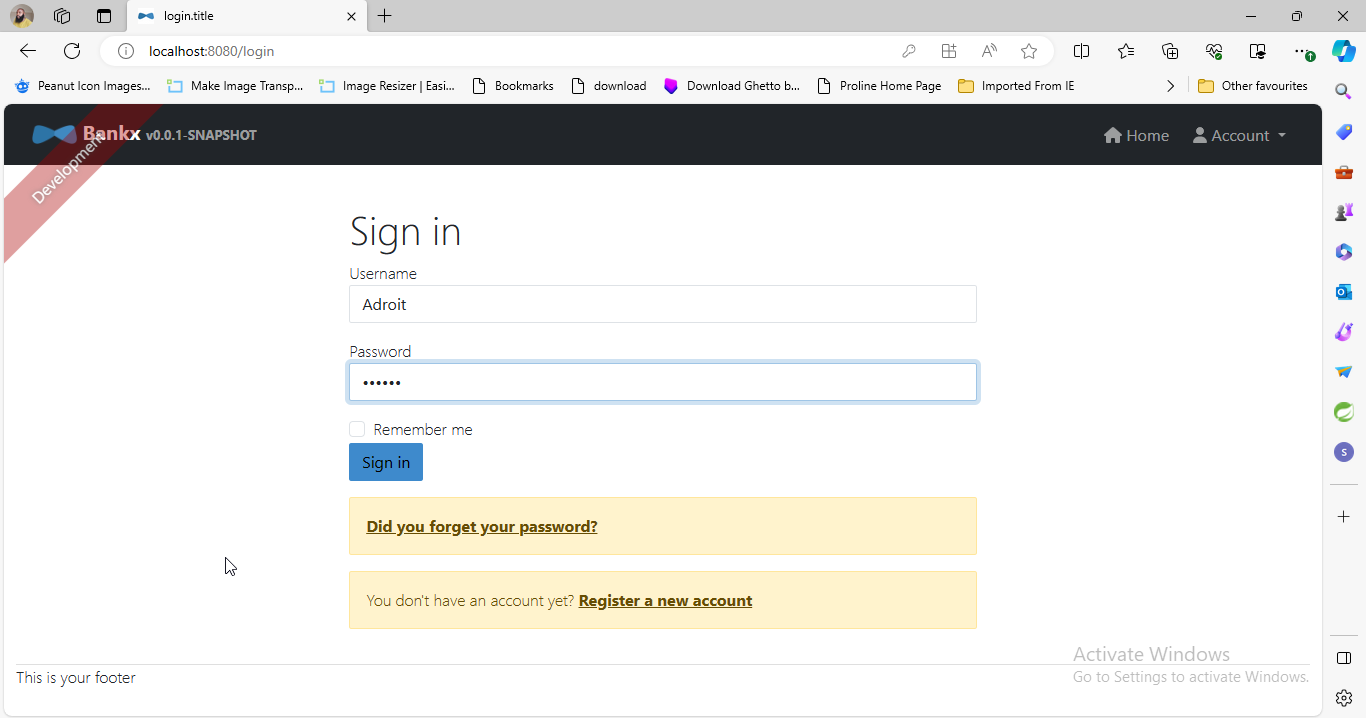 login.title
localhost:8080/login
Peanut Icon Images...
Make Image Transp...
Image Resizer | Easi...
Bookmarks
download
Download Ghetto b...
Proline Home Page
Imported From IE
Other favourites
Bankx v0.0.1-SNAPSHOT
Home
Account
Development
Sign in
Username
Adroit
Password
••••••
Remember me
Sign in
Did you forget your password?
You don't have an account yet? Register a new account
Activate Windows
Go to Settings to activate Windows.
This is your footer
S